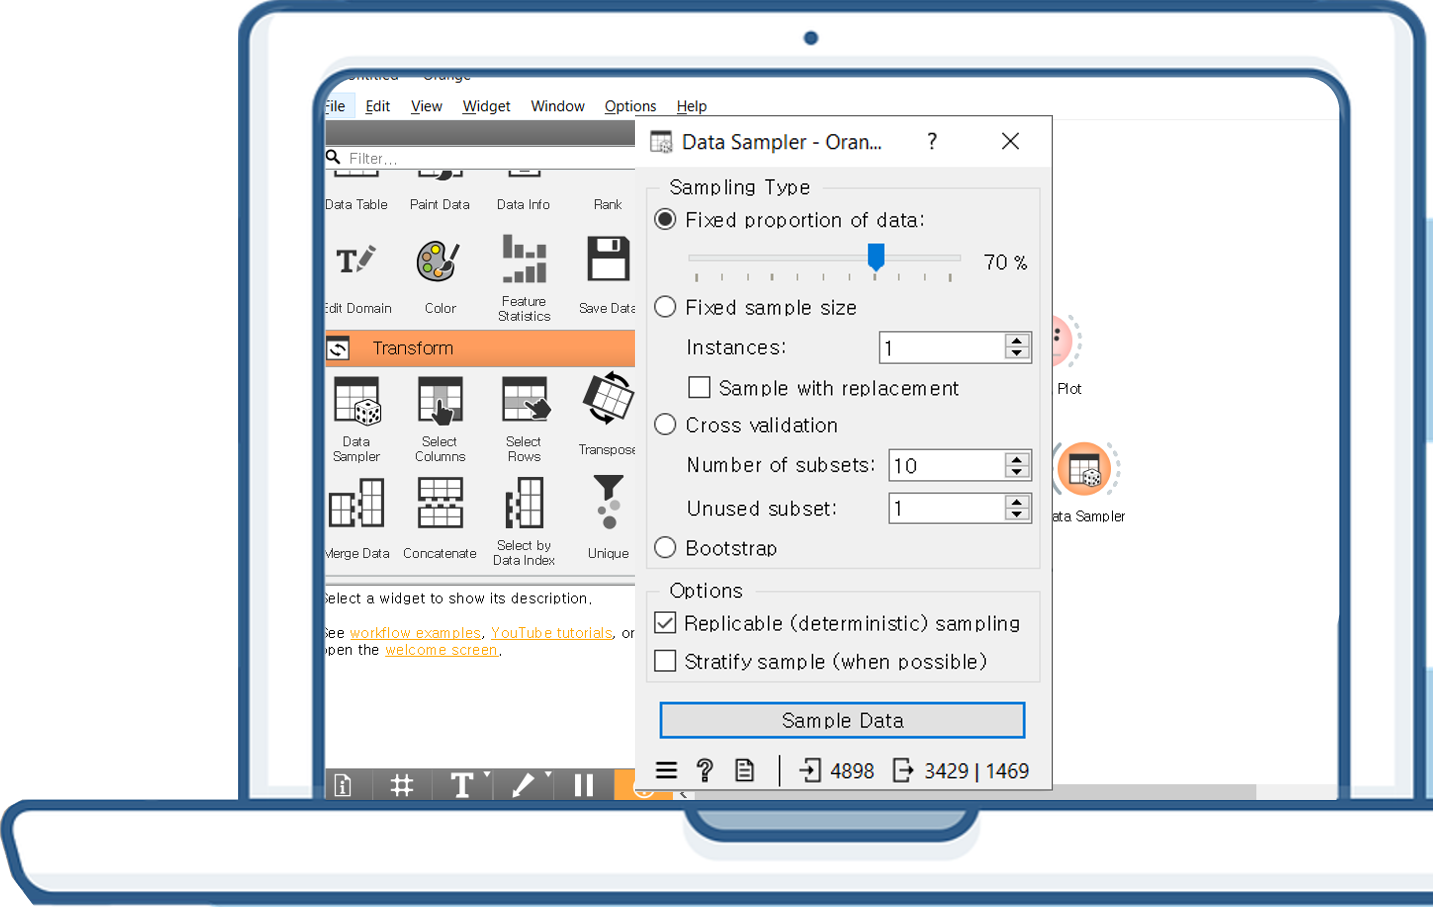 File Edit View Widget Window Options Help
Filter...
Data Table Paint Data Data Info Rank
Edit Domain Color Feature Statistics Save Data
Transform
Data Sampler Select Columns Select Rows Transpose
Merge Data Concatenate Select by Data Index Unique
Select a widget to show its description.
See workflow examples, YouTube tutorials, or
open the welcome screen.
Data Sampler - Oran... ?
Sampling Type
Fixed proportion of data:
70 %
Fixed sample size
Instances: 1
Sample with replacement
Cross validation
Number of subsets: 10
Unused subset: 1
Bootstrap
Options
Replicable (deterministic) sampling
Stratify sample (when possible)
Sample Data
4898 3429 | 1469
Plot
ata Sampler